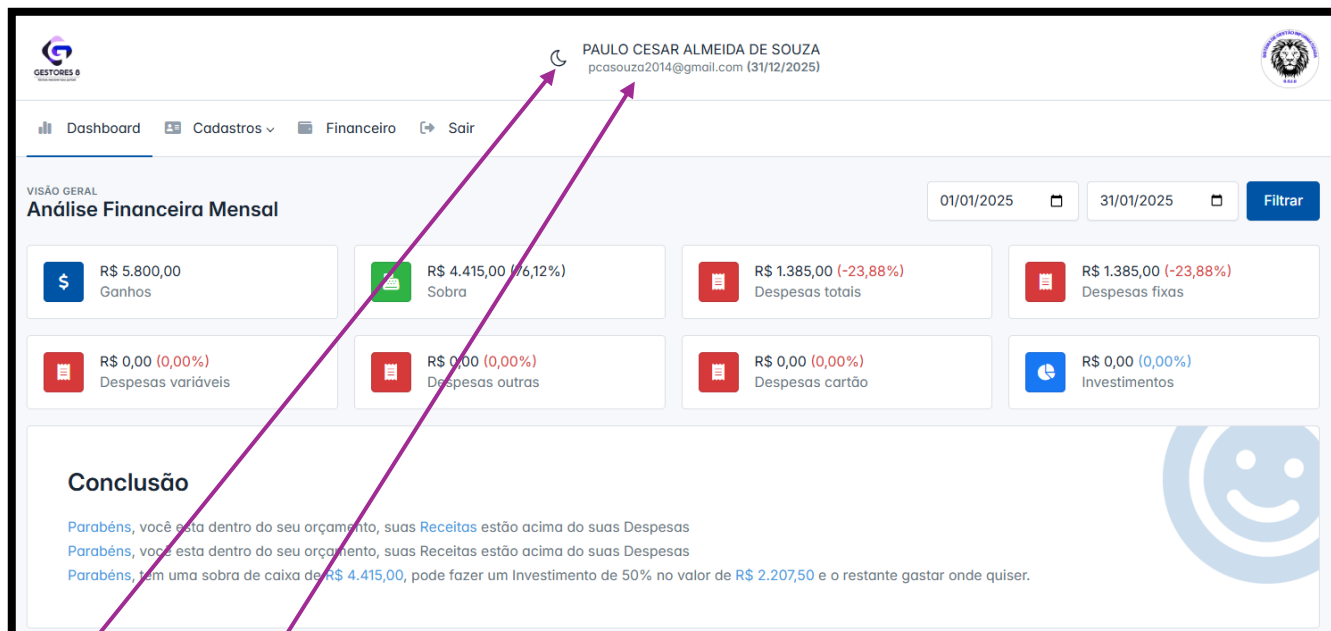 GESTORES 8
PAULO CESAR ALMEIDA DE SOUZA
pcasouza2014@gmail.com (31/12/2025)
Dashboard
Cadastros
Financeiro
Sair
VISÃO GERAL
Análise Financeira Mensal
01/01/2025
31/01/2025
Filtrar
R$ 5.800,00
Ganhos
R$ 4.415,00 (76,12%)
Sobra
R$ 1.385,00 (-23,88%)
Despesas totais
R$ 1.385,00 (-23,88%)
Despesas fixas
R$ 0,00 (0,00%)
Despesas variáveis
R$ 0,00 (0,00%)
Despesas outras
R$ 0,00 (0,00%)
Despesas cartão
R$ 0,00 (0,00%)
Investimentos
Conclusão
Parabéns, você esta dentro do seu orçamento, suas Receitas estão acima do suas Despesas
Parabéns, você esta dentro do seu orçamento, suas Receitas estão acima do suas Despesas
Parabéns, têm uma sobra de caixa de R$ 4.415,00, pode fazer um Investimento de 50% no valor de R$ 2.207,50 e o restante gastar onde quiser.